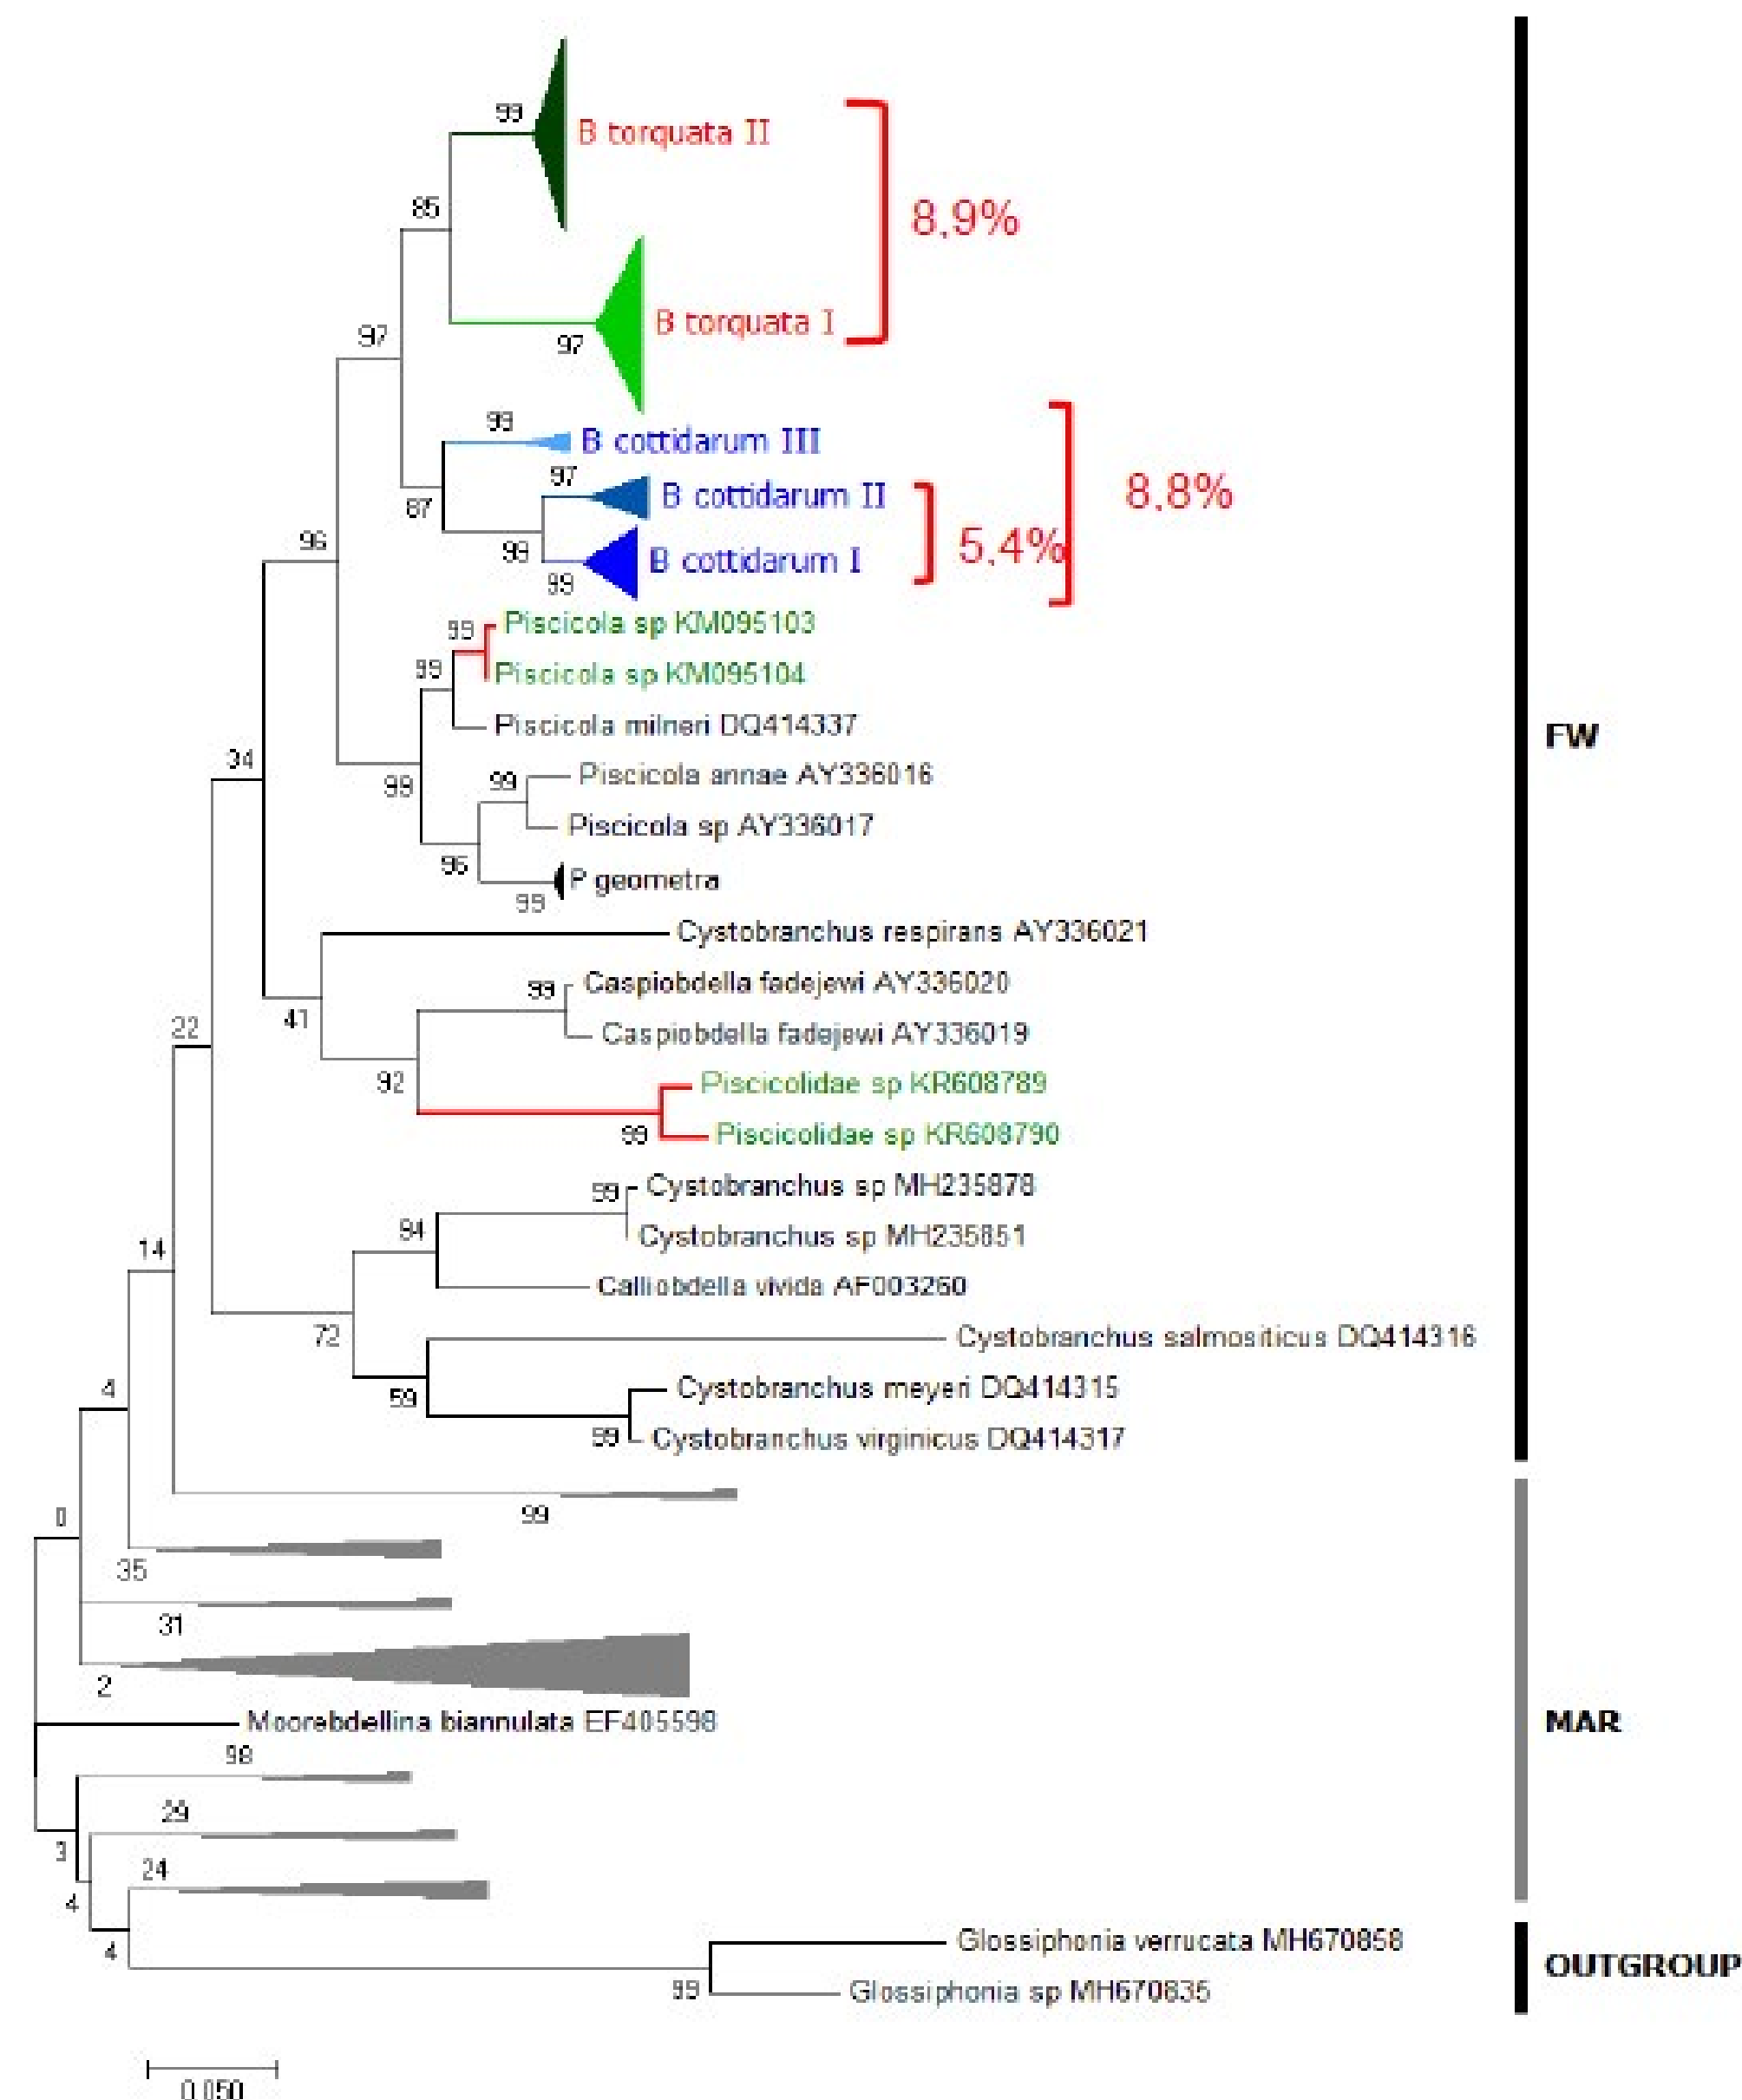 99
B torquata II
85
8,9%
97
B torquata I
97
99
B cottidarum III
97
B cottidarum II
8,8%
87
5,4%
99
B cottidarum I
99
96
Piscicola sp KM095103
99
99
Piscicola sp KM095104
Piscicola milneri DQ414337
FW
34
99
Piscicola annae AY336016
99
Piscicola sp AY336017
96
P geometra
99
Cystobranchus respirans AY336021
99
Caspiobdella fadejewi AY336020
41
22
Caspiobdella fadejewi AY336019
92
Piscicolidae sp KR608789
99
Piscicolidae sp KR608790
99
Cystobranchus sp MH235878
94
Cystobranchus sp MH235851
14
Calliobdella vivida AF003260
72
Cystobranchus salmositicus DQ414316
4
59
Cystobranchus meyeri DQ414315
99
Cystobranchus virginicus DQ414317
99
0
35
31
2
Moorebdellina biannulata EF405598
MAR
98
29
3
24
4
4
Glossiphonia verrucata MH670858
OUTGROUP
99
Glossiphonia sp MH670835
0.050